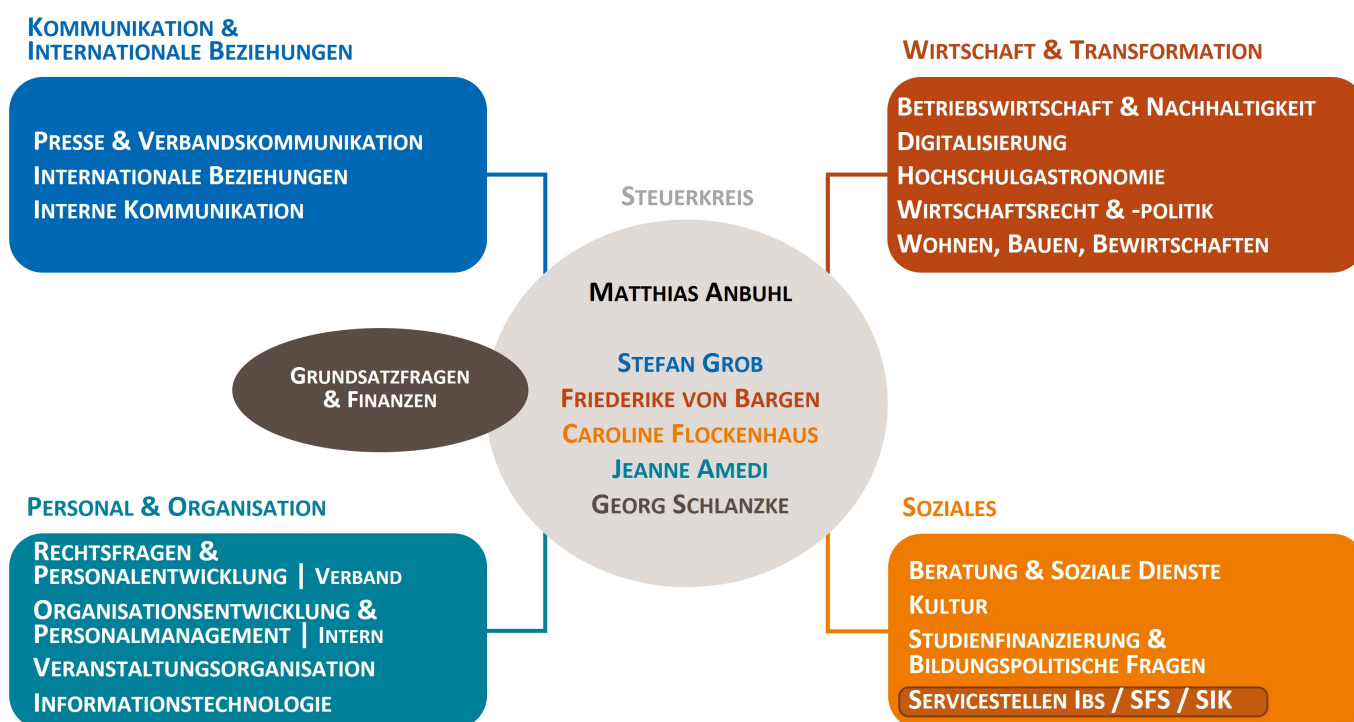 Kommunikation &
Internationale Beziehungen
Presse & Verbandskommunikation
Internationale Beziehungen
Interne Kommunikation
Wirtschaft & Transformation
Betriebswirtschaft & Nachhaltigkeit
Digitalisierung
Hochschulgastronomie
Wirtschaftsrecht & -politik
Wohnen, Bauen, Bewirtschaften
Steuerkreis
Matthias Anbuhl
Stefan Grob
Friederike von Bargen
Caroline Flockenhaus
Jeanne Amedi
Georg Schlanzke
Grundsatzfragen
& Finanzen
Personal & Organisation
Rechtsfragen &
Personalentwicklung | Verband
Organisationsentwicklung &
Personalmanagement | Intern
Veranstaltungsorganisation
Informationstechnologie
Soziales
Beratung & Soziale Dienste
Kultur
Studienfinanzierung &
Bildungspolitische Fragen
Servicestellen Ibs / SFS / SIK